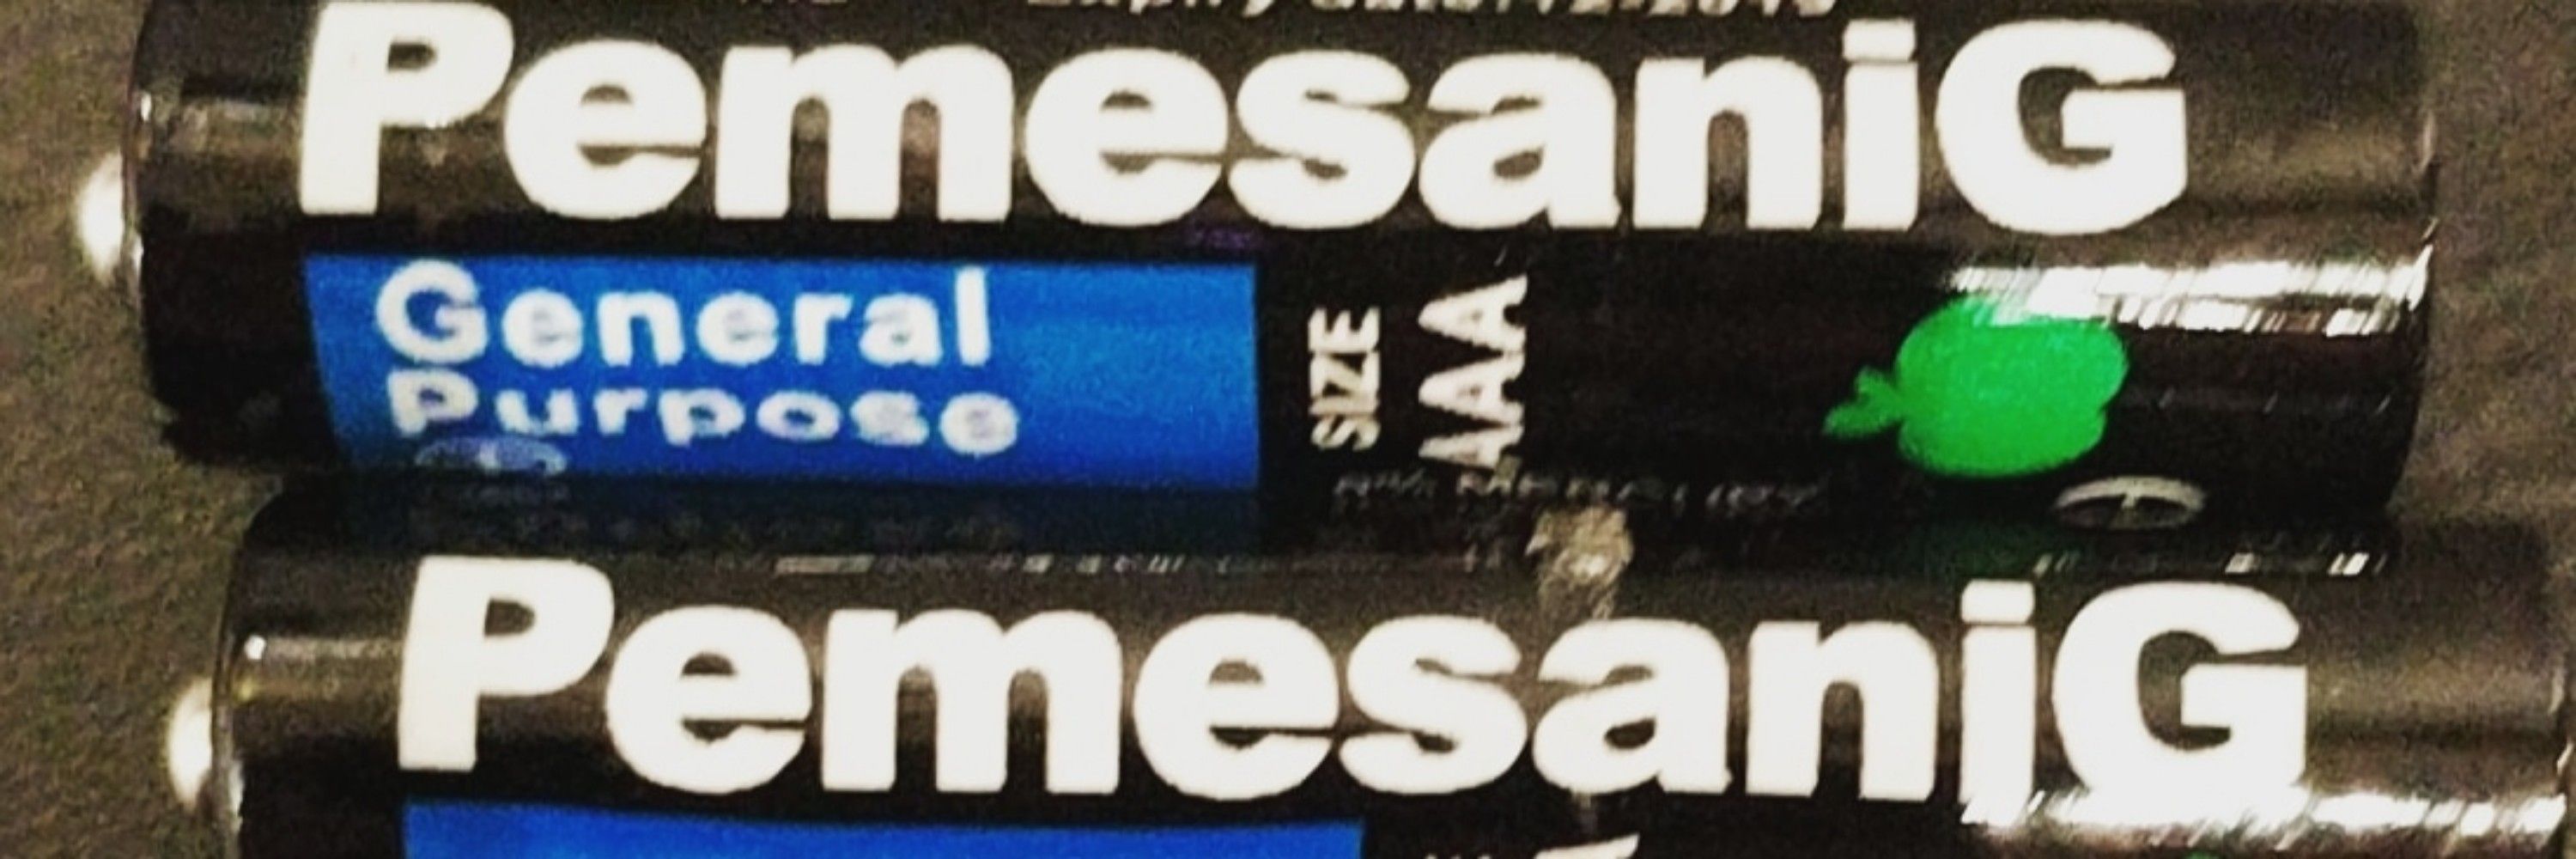 PemesaniG
General
Purpose
SIZE
AAA
PemesaniG